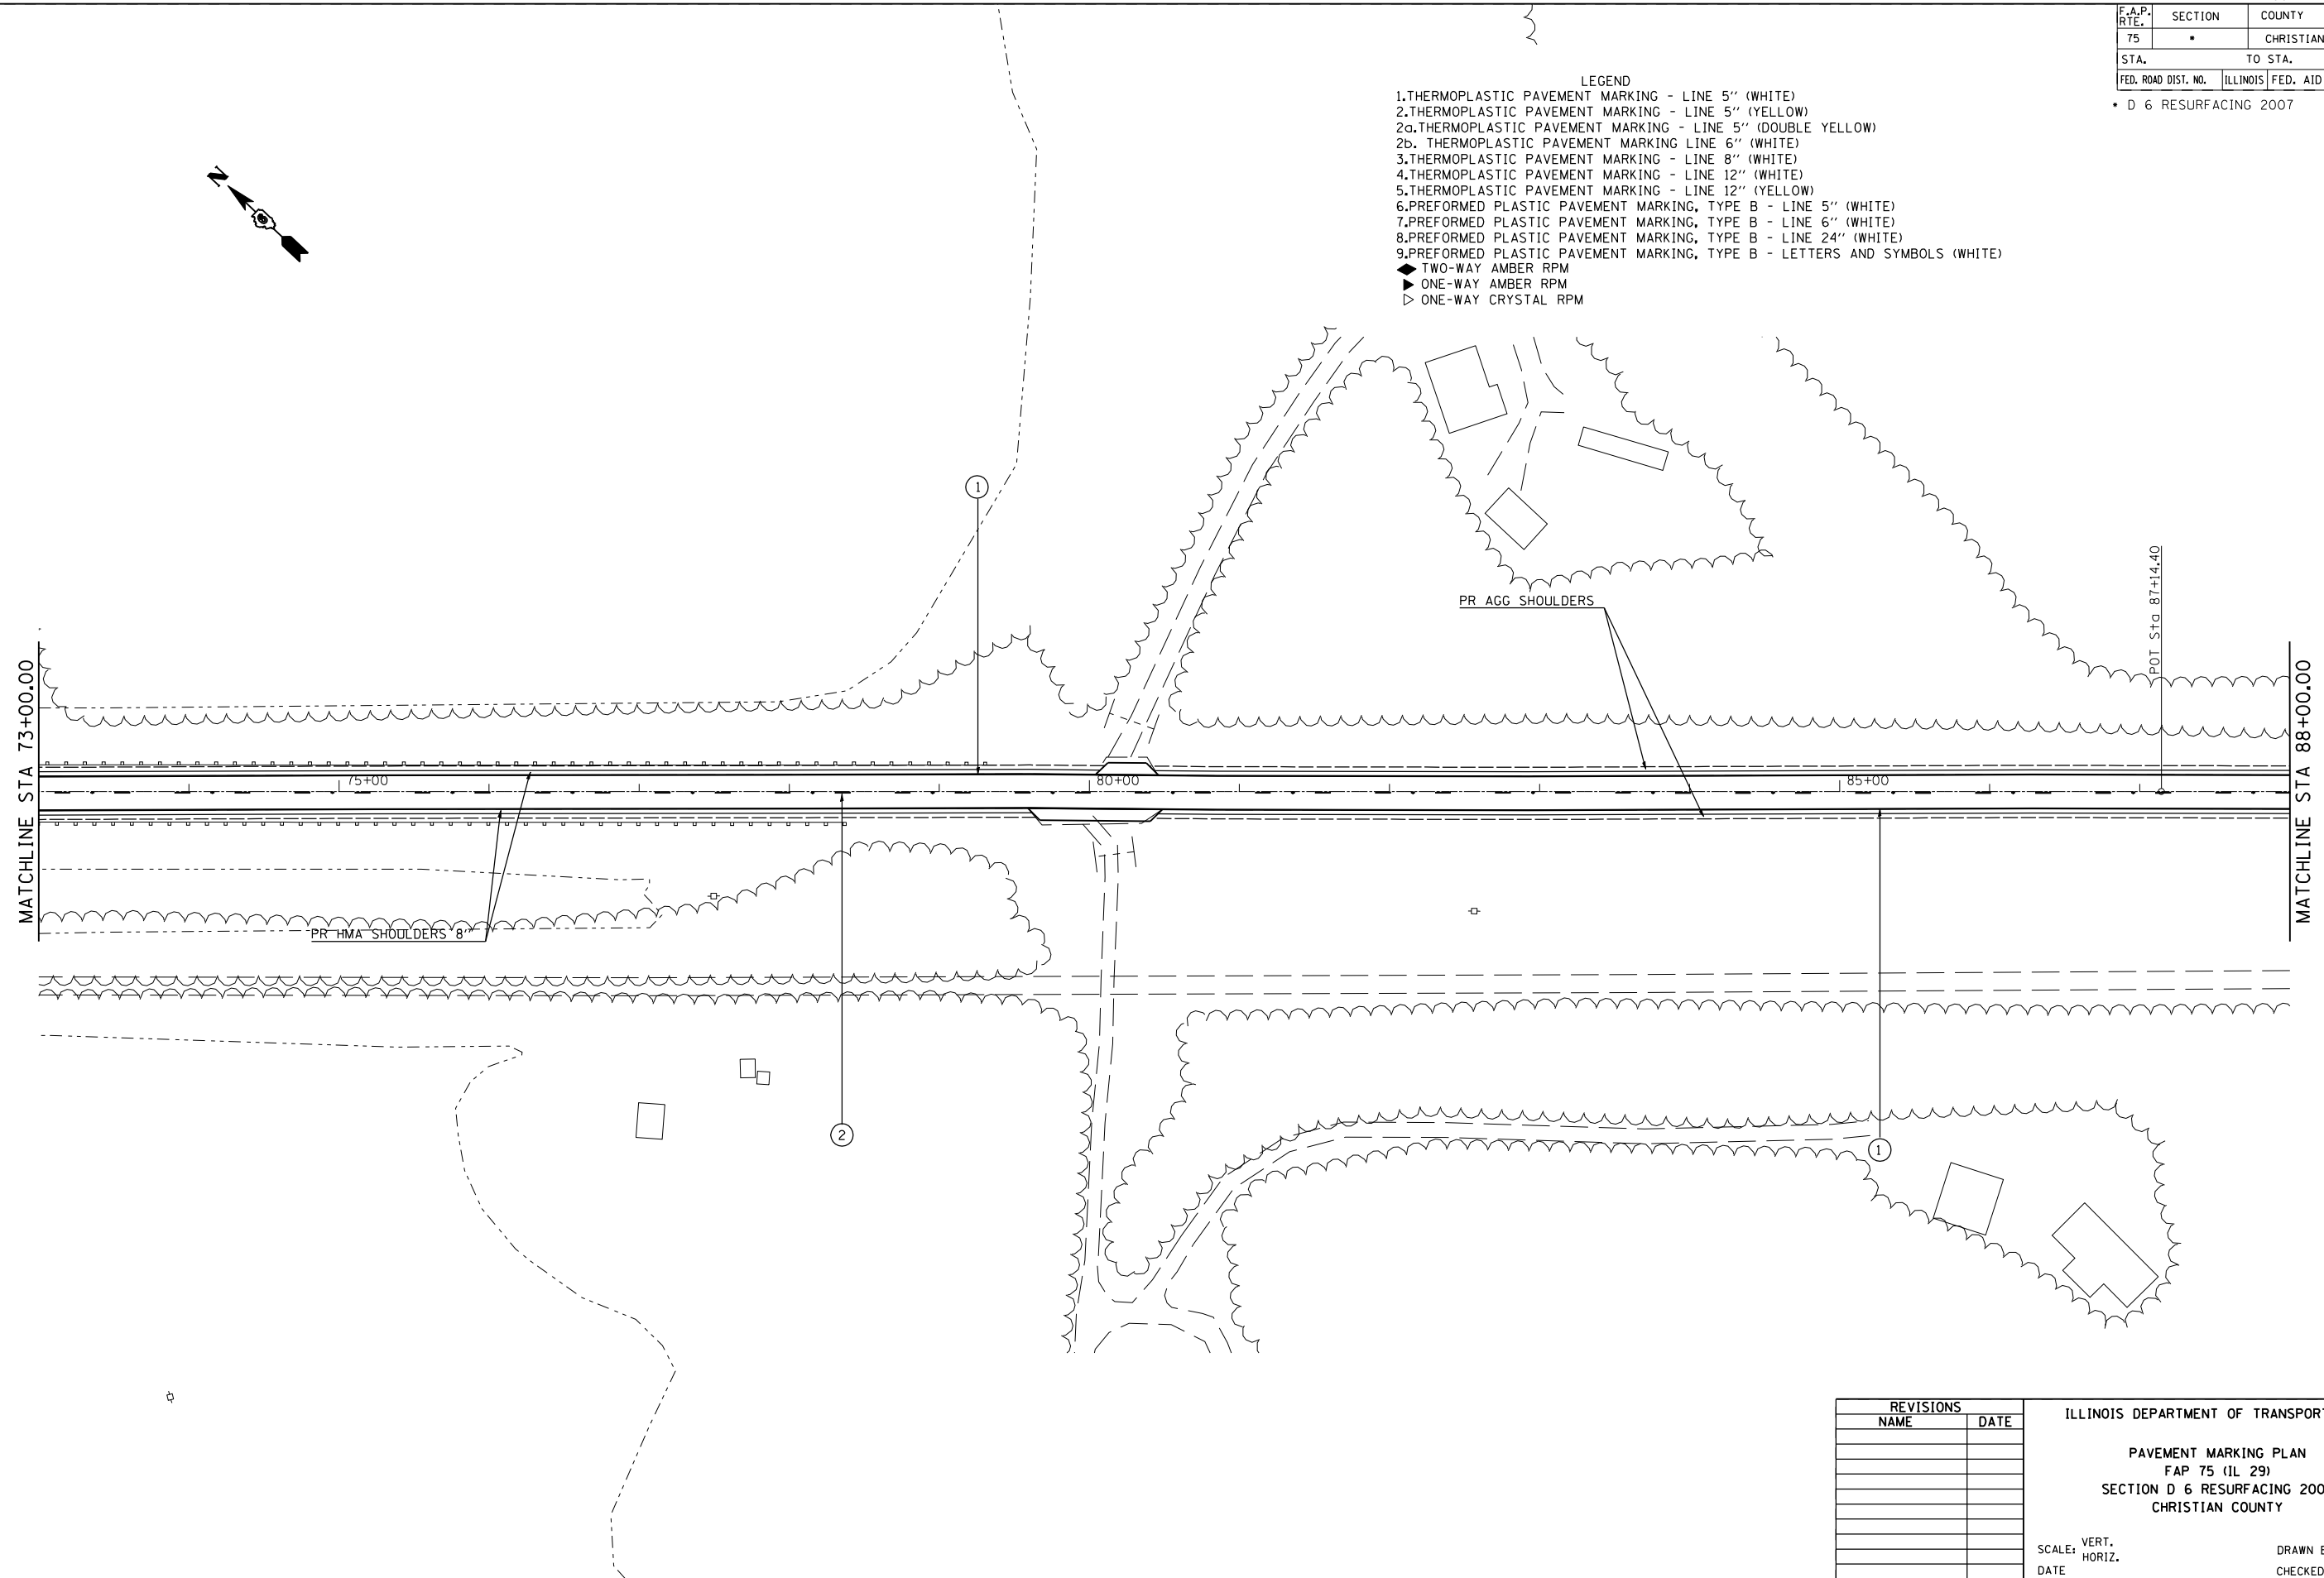 F.A.P. RTE. SECTION COUNTY
75 * CHRISTIAN
STA. TO STA.
FED. ROAD DIST. NO. ILLINOIS FED. AID
* D 6 RESURFACING 2007
LEGEND
1.THERMOPLASTIC PAVEMENT MARKING - LINE 5" (WHITE)
2.THERMOPLASTIC PAVEMENT MARKING - LINE 5" (YELLOW)
2a.THERMOPLASTIC PAVEMENT MARKING - LINE 5" (DOUBLE YELLOW)
2b. THERMOPLASTIC PAVEMENT MARKING LINE 6" (WHITE)
3.THERMOPLASTIC PAVEMENT MARKING - LINE 8" (WHITE)
4.THERMOPLASTIC PAVEMENT MARKING - LINE 12" (WHITE)
5.THERMOPLASTIC PAVEMENT MARKING - LINE 12" (YELLOW)
6.PREFORMED PLASTIC PAVEMENT MARKING, TYPE B - LINE 5" (WHITE)
7.PREFORMED PLASTIC PAVEMENT MARKING, TYPE B - LINE 6" (WHITE)
8.PREFORMED PLASTIC PAVEMENT MARKING, TYPE B - LINE 24" (WHITE)
9.PREFORMED PLASTIC PAVEMENT MARKING, TYPE B - LETTERS AND SYMBOLS (WHITE)
TWO-WAY AMBER RPM
ONE-WAY AMBER RPM
ONE-WAY CRYSTAL RPM
N
1
PR AGG SHOULDERS
POT Sta 87+14.40
MATCHLINE STA 73+00.00
75+00
80+00
85+00
MATCHLINE STA 88+00.00
PR HMA SHOULDERS 8"
2
1
REVISIONS
NAME DATE
ILLINOIS DEPARTMENT OF TRANSPOR
PAVEMENT MARKING PLAN
FAP 75 (IL 29)
SECTION D 6 RESURFACING 200
CHRISTIAN COUNTY
SCALE: VERT.
HORIZ.
DATE
DRAWN
CHECKED